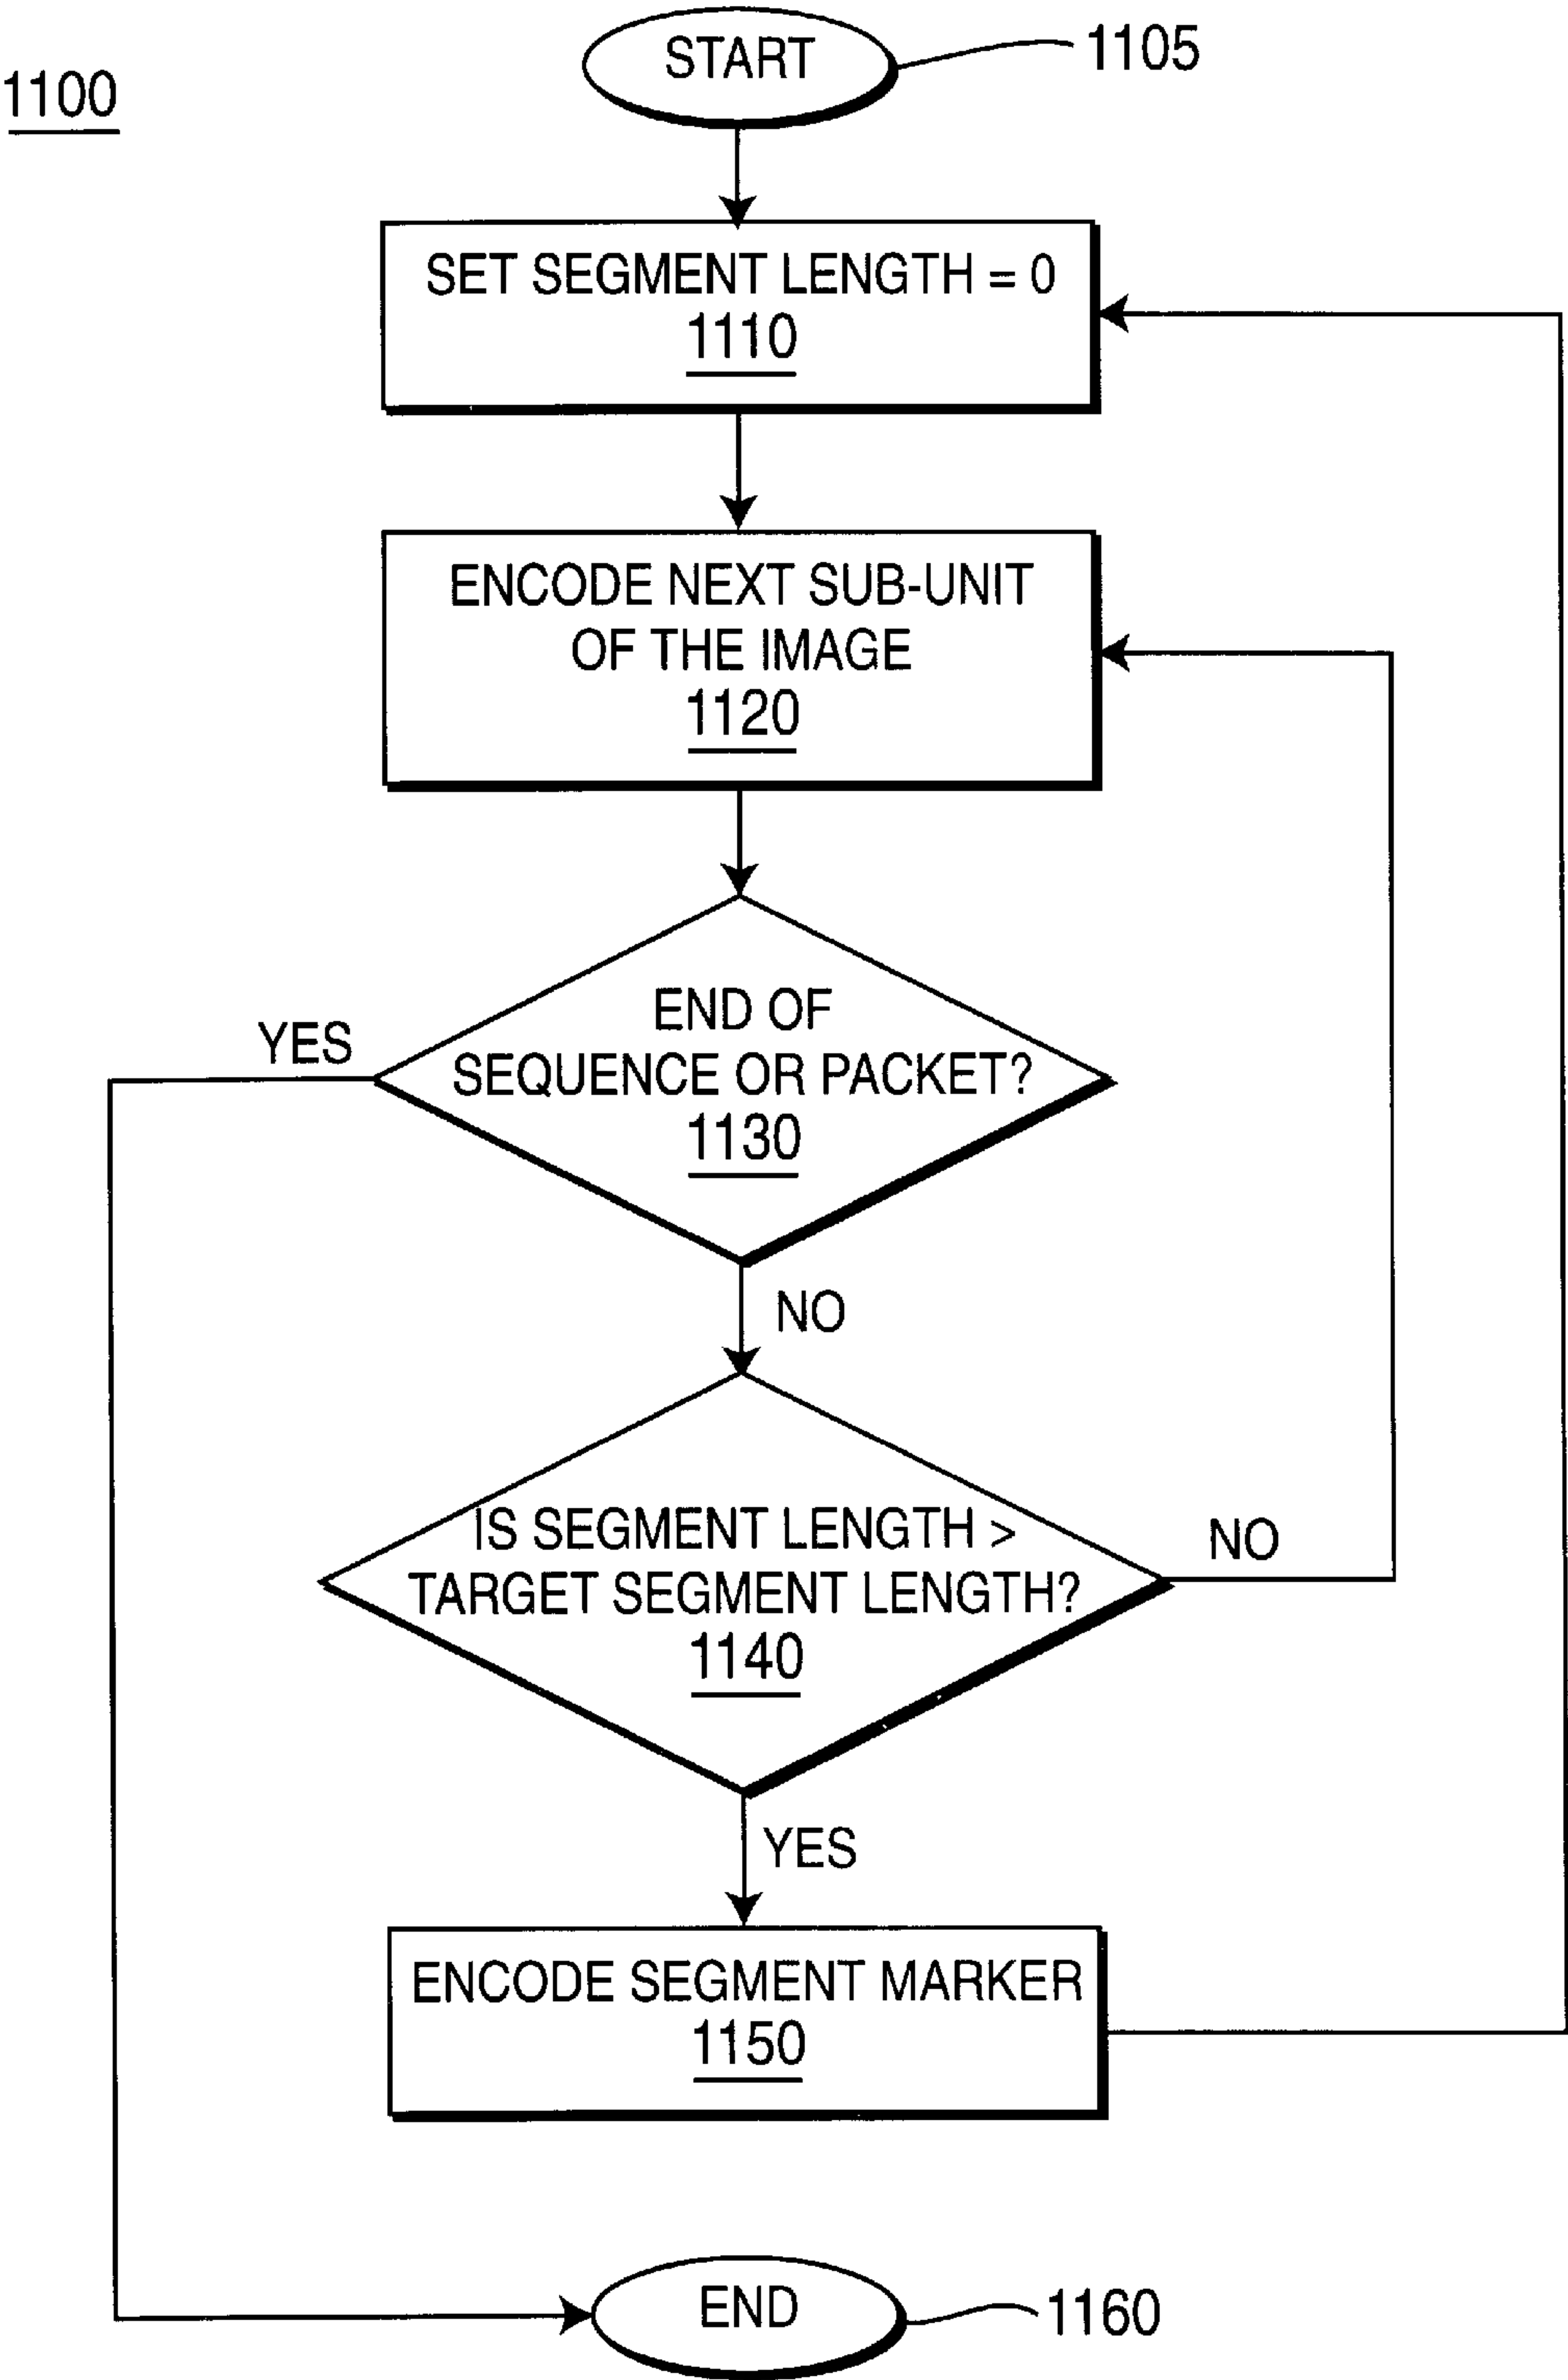 1100
START
1105
SET SEGMENT LENGTH = 0
1110
ENCODE NEXT SUB-UNIT
OF THE IMAGE
1120
END OF
SEQUENCE OR PACKET?
1130
YES
NO
IS SEGMENT LENGTH >
TARGET SEGMENT LENGTH?
1140
NO
YES
ENCODE SEGMENT MARKER
1150
END
1160